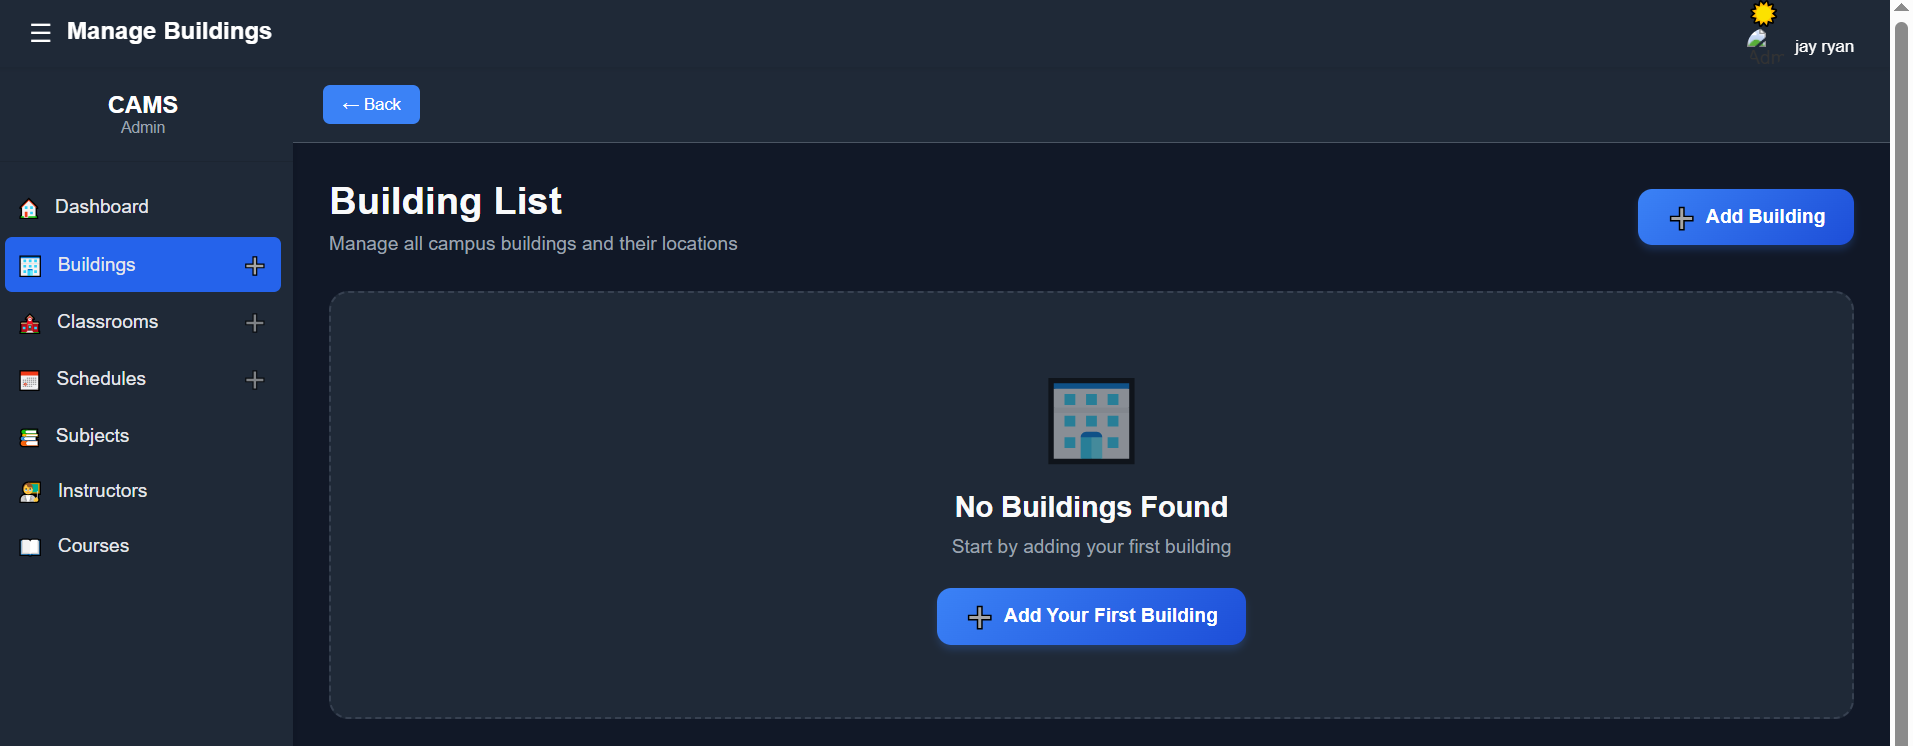 ☰ Manage Buildings
Adm
jay ryan
CAMS
Admin
← Back
Dashboard
Buildings
Classrooms
Schedules
Subjects
Instructors
Courses
Building List
Manage all campus buildings and their locations
Add Building
No Buildings Found
Start by adding your first building
Add Your First Building